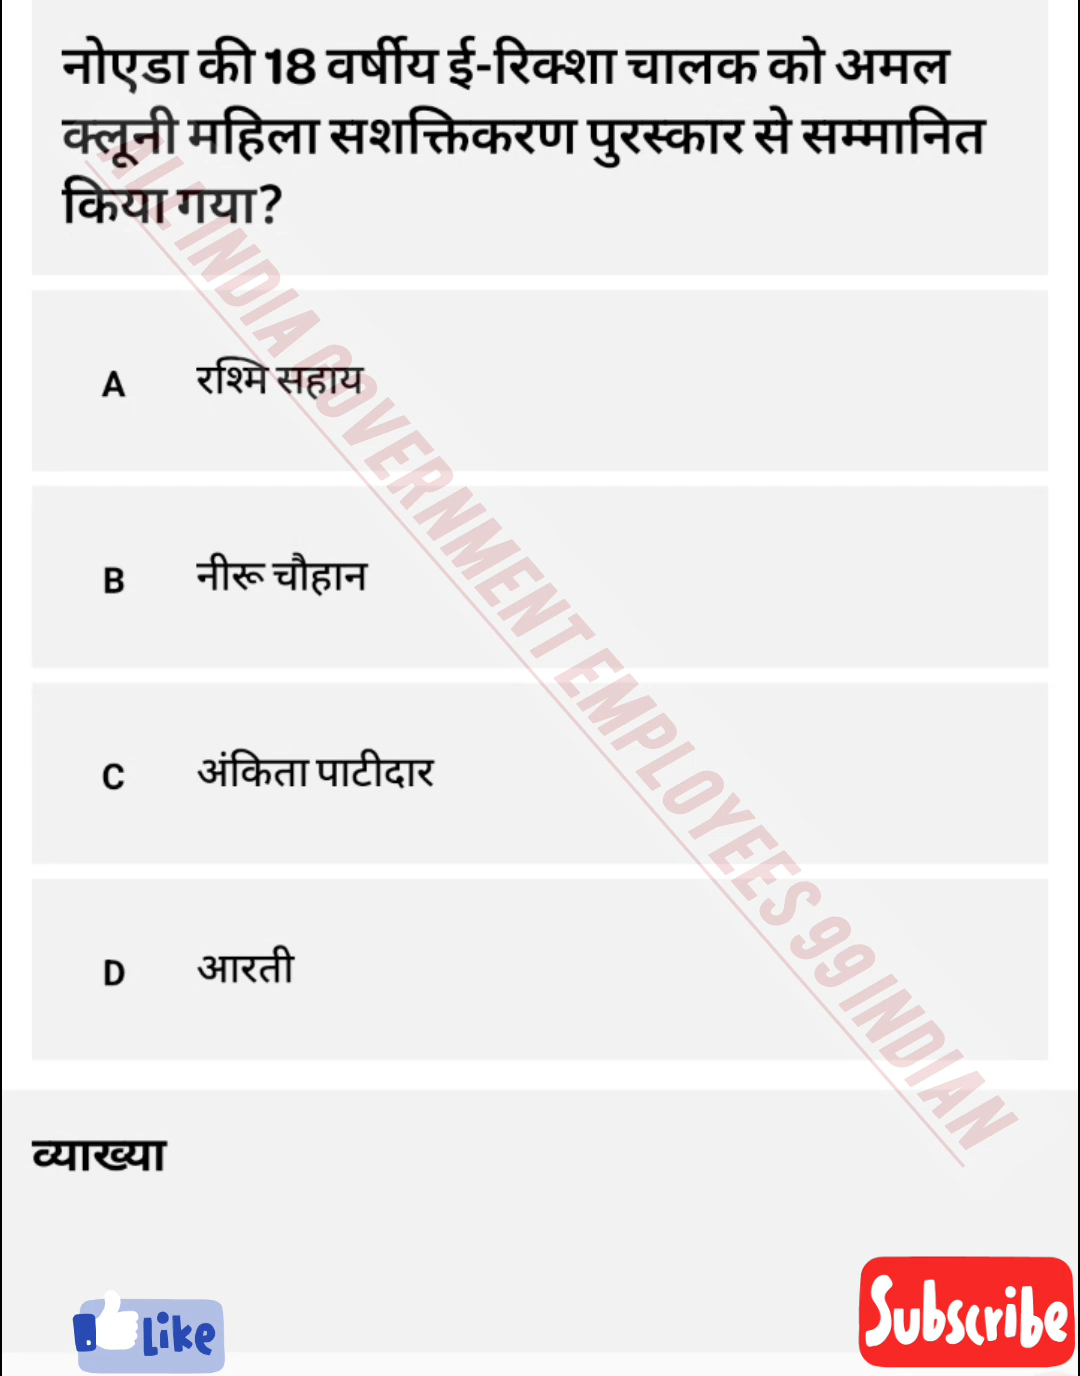 नोएडा की 18 वर्षीय ई-रिक्शा चालक को अमल
क्लूनी महिला सशक्तिकरण पुरस्कार से सम्मानित
किया गया?
A रश्मि सहाय
B नीरू चौहान
C अंकिता पाटीदार
D आरती
ALL INDIA GOVERNMENT EMPLOYEES 99 INDIAN
व्याख्या
Like
Subscribe